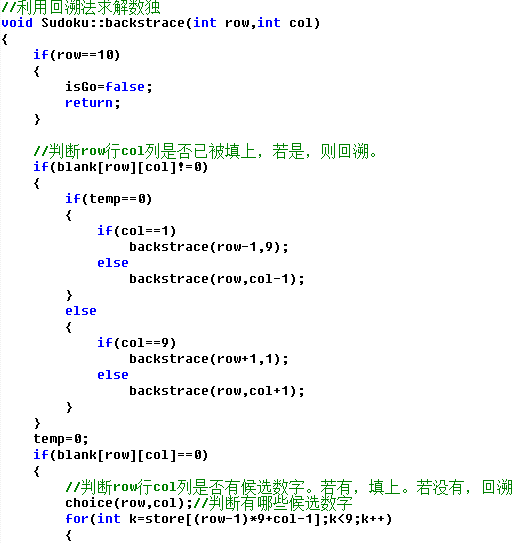 //利用回溯法求解数独
void Sudoku::backstrace(int row,int col)
{
if(row==10)
{
isGo=false;
return;
}
//判断row行col列是否已被填上，若是，则回溯。
if(blank[row][col]!=0)
{
if(temp==0)
{
if(col==1)
backstrace(row-1,9);
else
backstrace(row,col-1);
}
else
{
if(col==9)
backstrace(row+1,1);
else
backstrace(row,col+1);
}
}
temp=0;
if(blank[row][col]==0)
{
//判断row行col列是否有候选数字。若有，填上。若没有，回溯
choice(row,col);//判断有哪些候选数字
for(int k=store[(row-1)*9+col-1];k<9;k++)
{